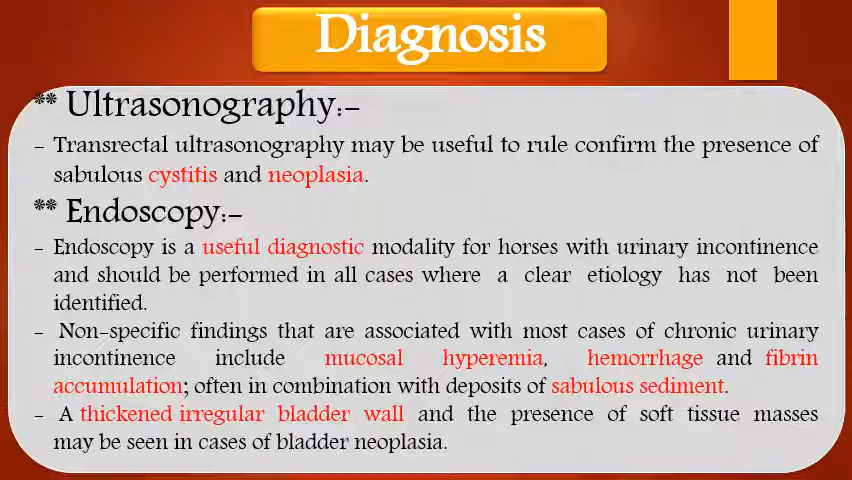 Diagnosis
** Ultrasonography:-
- Transrectal ultrasonography may be useful to rule confirm the presence of
sabulous cystitis and neoplasia.
** Endoscopy:-
- Endoscopy is a useful diagnostic modality for horses with urinary incontinence
and should be performed in all cases where a clear etiology has not been
identified.
- Non-specific findings that are associated with most cases of chronic urinary
incontinence include mucosal hyperemia, hemorrhage and fibrin
accumulation; often in combination with deposits of sabulous sediment.
- A thickened irregular bladder wall and the presence of soft tissue masses
may be seen in cases of bladder neoplasia.